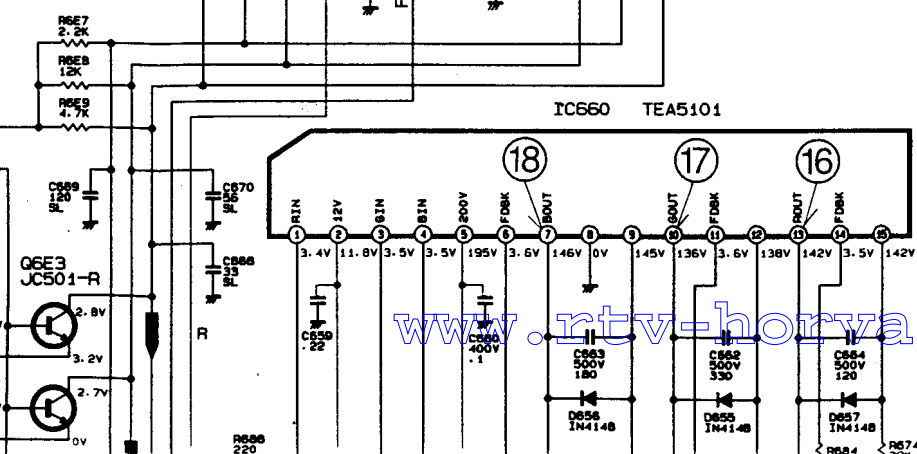 R6E7
2.2K
R6E8
12K
R6E9
4.7K
IC660 TEA5101
18
17
16
C669
120
SL
C670
56
SL
RIN
12V
GIN
BIN
200V
FDBK
BOUT
GOUT
FDBK
ROUT
FDBK
1 2 3 4 5 6 7 8 9 10 11 12 13 14 15
3.4V 11.8V 3.5V 3.5V 195V 3.6V 146V 0V 145V 136V 3.6V 138V 142V 3.5V 142V
C668
33
SL
Q6E3
JC501-R
2.8V
3.2V
R
C659
.22
www.rtv-horva
C660
400V
.1
C663
500V
180
C662
500V
330
C664
500V
120
2.7V
0V
D656
IN4148
D655
IN4148
D657
IN4148
R666
220
R684
R674